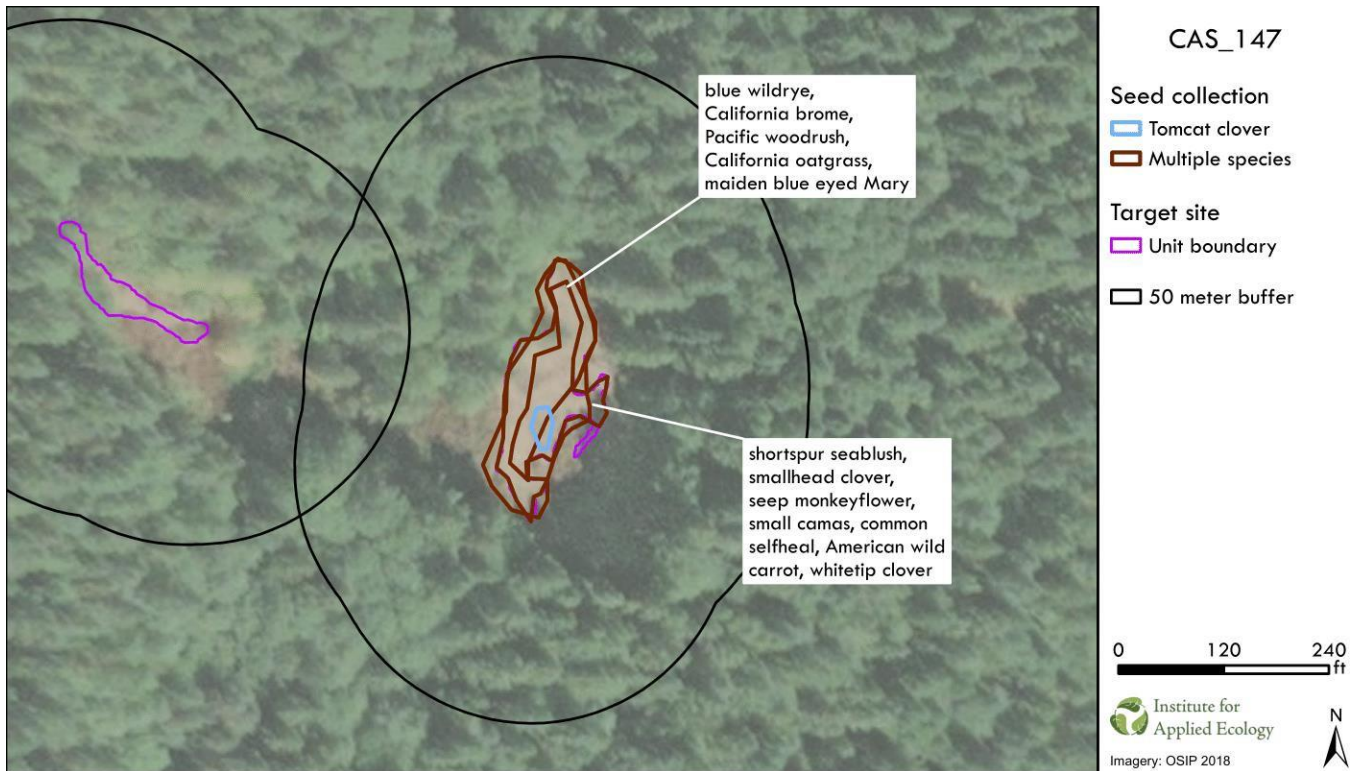 blue wildrye,
California brome,
Pacific woodrush,
California oatgrass,
maiden blue eyed Mary
shortspur seablush,
smallhead clover,
seep monkeyflower,
small camas, common
selfheal, American wild
carrot, whitetip clover
CAS_147
Seed collection
Tomcat clover
Multiple species
Target site
Unit boundary
50 meter buffer
0 120 240
ft
Institute for
Applied Ecology
N
Imagery: OSIP 2018